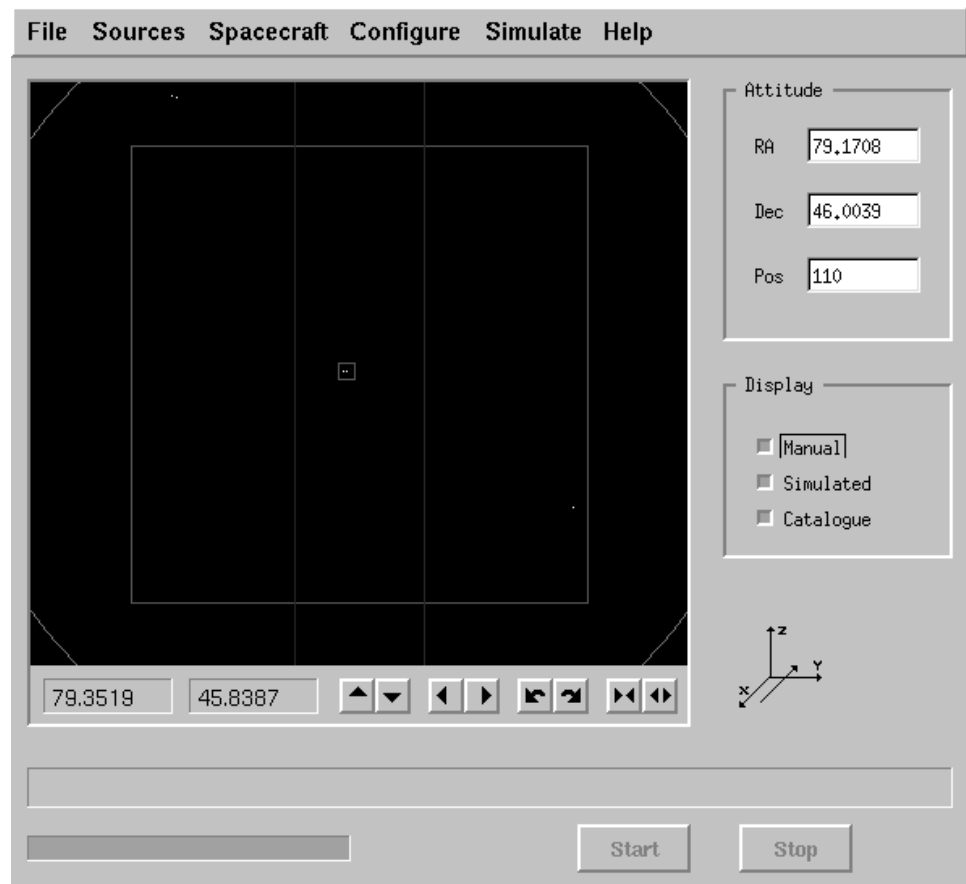 File Sources Spacecraft Configure Simulate Help
Attitude
RA 79.1708
Dec 46.0039
Pos 110
Display
Manual
Simulated
Catalogue
Z
Y
X
79.3519 45.8387
Start Stop